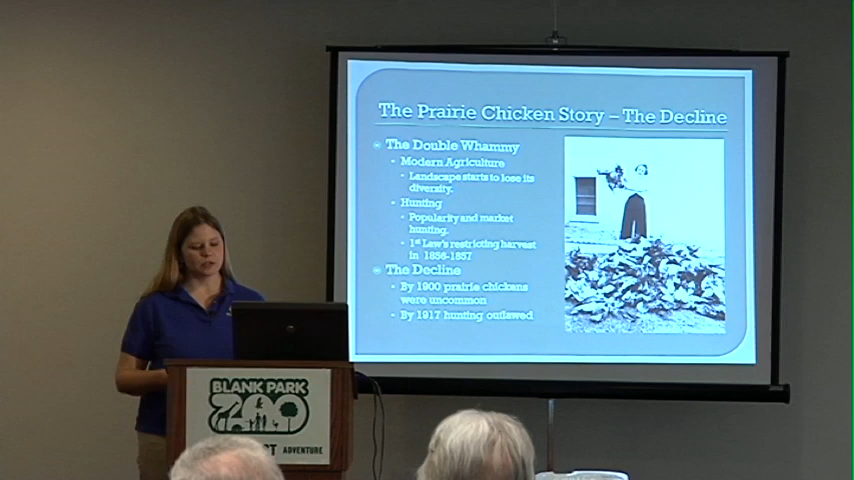 The Prairie Chicken Story – The Decline
The Double Whammy
Modern Agriculture
Landscape starts to lose its
diversity.
Hunting
Popularity and market
hunting.
1st Law's restricting harvest
in 1856-1857
The Decline
By 1900 prairie chickens
were uncommon
By 1917 hunting outlawed
BLANK PARK
ZOO
ADVENTURE